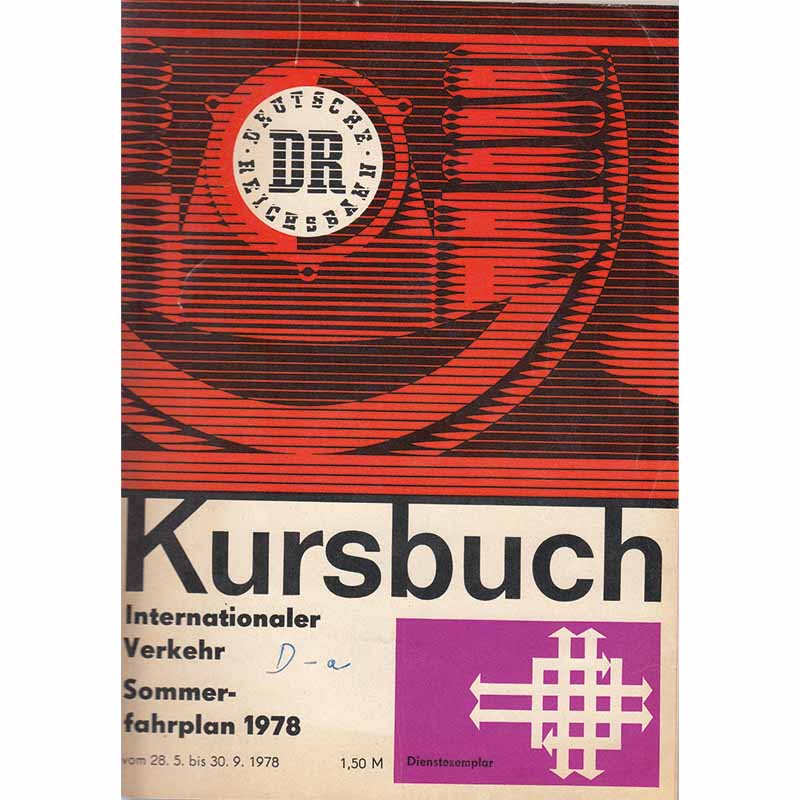 DEUTSCHE
DR
REICHSBAHN
Kursbuch
Internationaler
Verkehr
D-a
Sommer-
fahrplan 1978
vom 28. 5. bis 30. 9. 1978
1,50 M
Dienstexemplar